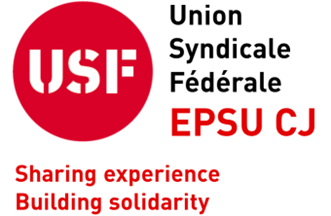 USF
Union
Syndicale
Fédérale
EPSU CJ
Sharing experience
Building solidarity